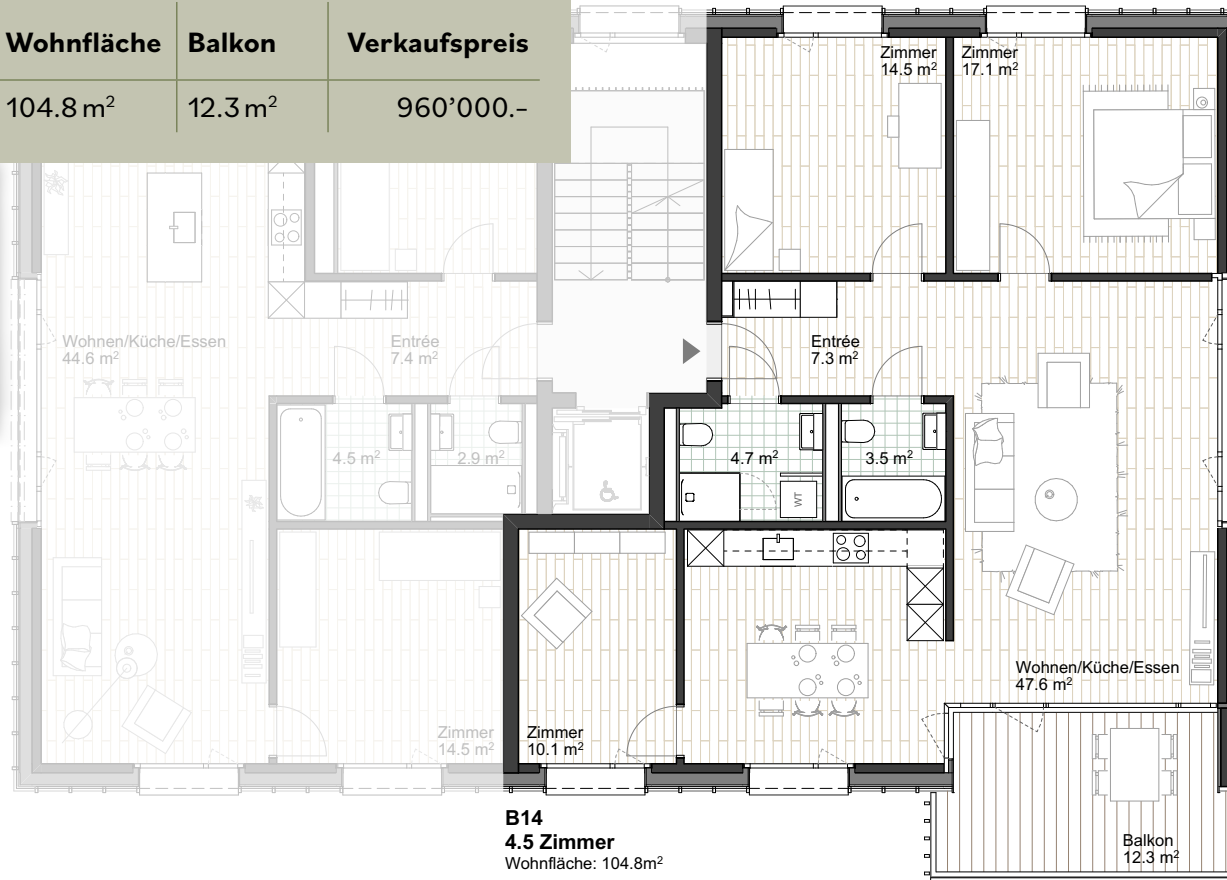 Wohnfläche Balkon Verkaufspreis
104.8 m² 12.3 m² 960’000.-
Zimmer
14.5 m²
Zimmer
17.1 m²
Wohnen/Küche/Essen
44.6 m²
Entrée
7.4 m²
Entrée
7.3 m²
4.5 m²
2.9 m²
4.7 m²
3.5 m²
WT
Wohnen/Küche/Essen
47.6 m²
Zimmer
14.5 m²
Zimmer
10.1 m²
B14
4.5 Zimmer
Wohnfläche: 104.8m²
Balkon
12.3 m²